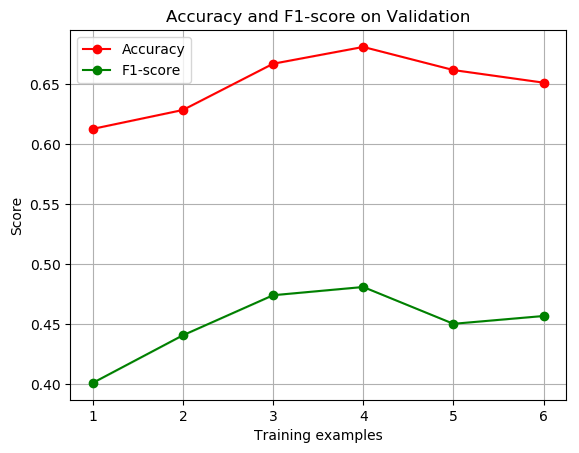 Accuracy and F1-score on Validation
Accuracy
F1-score
0.65
0.60
0.55
0.50
0.45
0.40
Score
1 2 3 4 5 6
Training examples